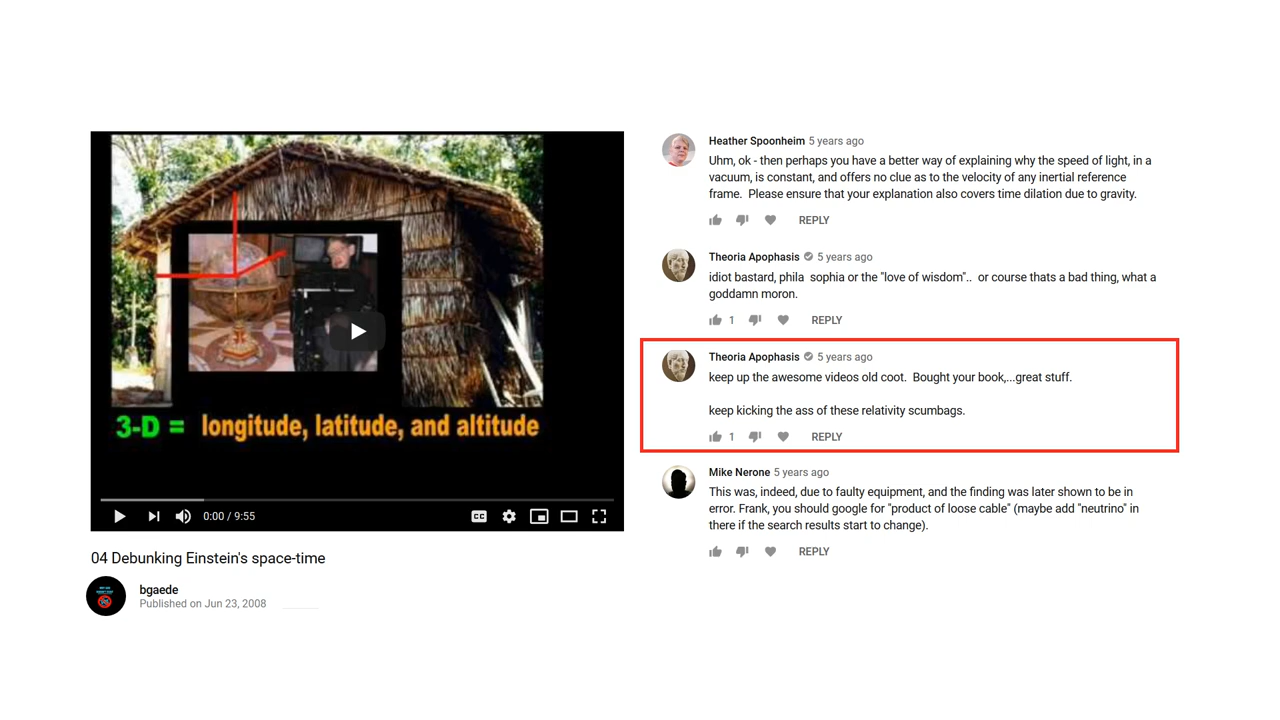 3-D = longitude, latitude, and altitude
0:00 / 9:55
CC
04 Debunking Einstein's space-time
bgaede
Published on Jun 23, 2008
Heather Spoonheim 5 years ago
Uhm, ok - then perhaps you have a better way of explaining why the speed of light, in a
vacuum, is constant, and offers no clue as to the velocity of any inertial reference
frame.  Please ensure that your explanation also covers time dilation due to gravity.
REPLY
Theoria Apophasis 5 years ago
idiot bastard, phila  sophia or the "love of wisdom"..  or course thats a bad thing, what a
goddamn moron.
1 REPLY
Theoria Apophasis 5 years ago
keep up the awesome videos old coot.  Bought your book,...great stuff.
keep kicking the ass of these relativity scumbags.
1 REPLY
Mike Nerone 5 years ago
This was, indeed, due to faulty equipment, and the finding was later shown to be in
error. Frank, you should google for "product of loose cable" (maybe add "neutrino" in
there if the search results start to change).
REPLY